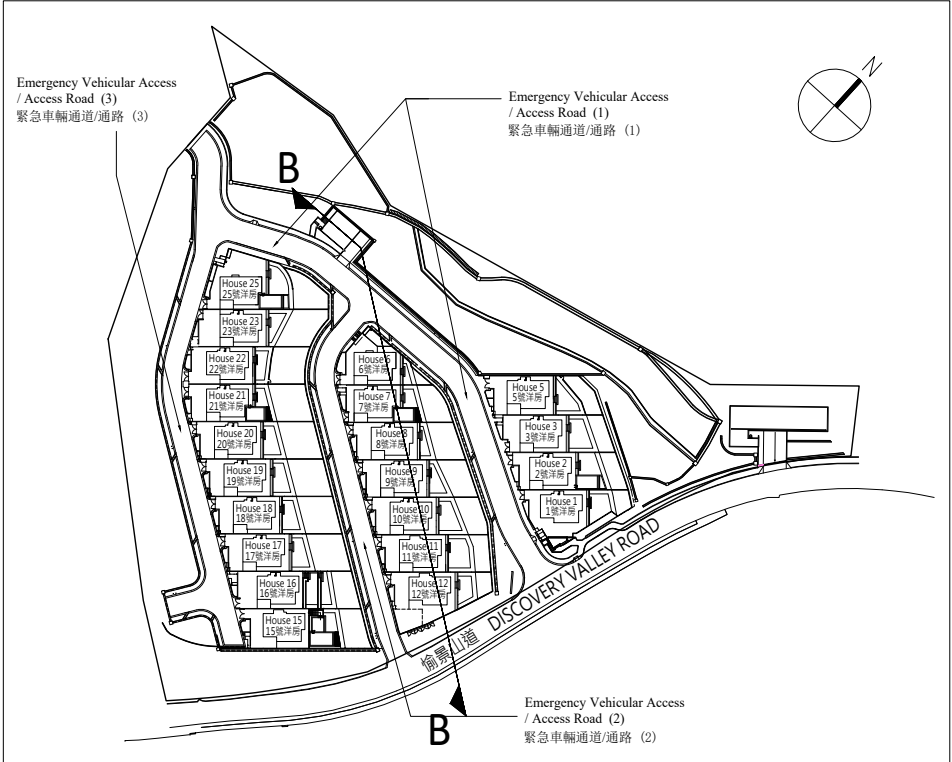 Emergency Vehicular Access
/ Access Road (3)
緊急車輛通道/通路 (3)
Emergency Vehicular Access
/ Access Road (1)
緊急車輛通道/通路 (1)
N
B
House 25
25號洋房
House 23
23號洋房
House 22
22號洋房
House 21
21號洋房
House 20
20號洋房
House 19
19號洋房
House 18
18號洋房
House 17
17號洋房
House 16
16號洋房
House 15
15號洋房
House 6
6號洋房
House 7
7號洋房
House 8
8號洋房
House 9
9號洋房
House 10
10號洋房
House 11
11號洋房
House 12
12號洋房
House 5
5號洋房
House 3
3號洋房
House 2
2號洋房
House 1
1號洋房
愉景山道 DISCOVERY VALLEY ROAD
B
Emergency Vehicular Access
/ Access Road (2)
緊急車輛通道/通路 (2)